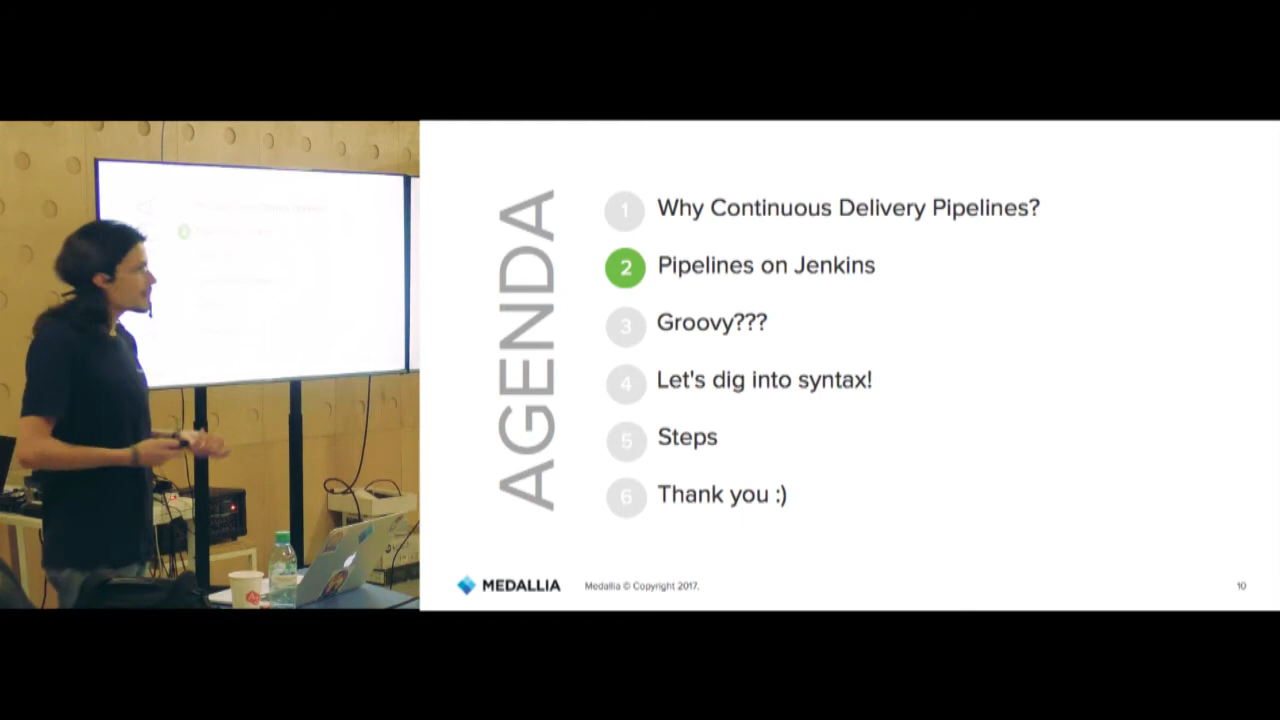 AGENDA
1 Why Continuous Delivery Pipelines?
2 Pipelines on Jenkins
3 Groovy???
4 Let's dig into syntax!
5 Steps
6 Thank you :)
MEDALLIA Medallia © Copyright 2017. 10